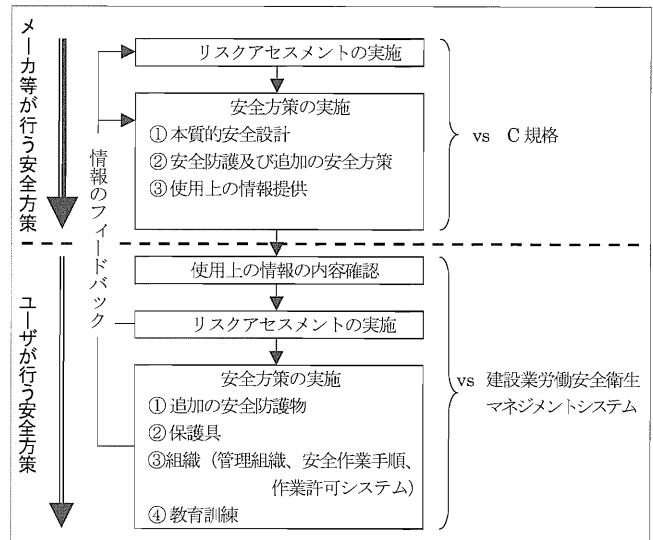 メーカ等が行う安全方策
リスクアセスメントの実施
安全方策の実施
① 本質的安全設計
② 安全防護及び追加の安全方策
③ 使用上の情報提供
vs C 規格
情報のフィードバック
ユーザが行う安全方策
使用上の情報の内容確認
リスクアセスメントの実施
安全方策の実施
① 追加の安全防護物
② 保護具
③組織（管理組織、安全作業手順、
作業許可システム）
④ 教育訓練
vs 建設業労働安全衛生
マネジメントシステム